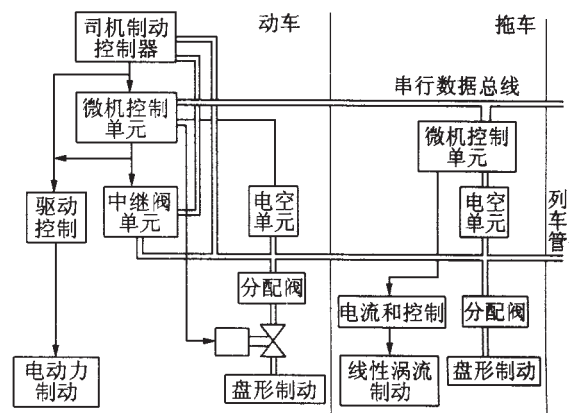 动车
拖车
司机制动
控制器
串行数据总线
微机控制
单元
微机控制
单元
驱动
控制
中继阀
单元
电空
单元
电空
单元
列
车
管
分配阀
电流和控制
分配阀
电动力
制动
盘形制动
线性涡流
制动
盘形制动